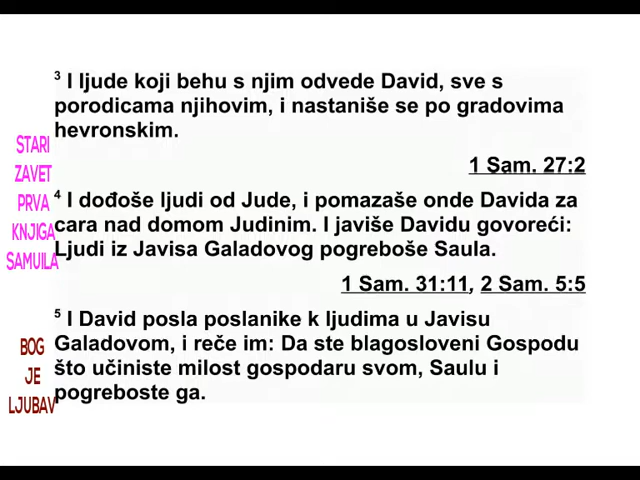 ³ I ljude koji behu s njim odvede David, sve s
porodicama njihovim, i nastaniše se po gradovima
hevronskim.
1 Sam. 27:2
⁴ I dođoše ljudi od Jude, i pomazaše onde Davida za
cara nad domom Judinim. I javiše Davidu govoreći:
Ljudi iz Javisa Galadovog pogreboše Saula.
1 Sam. 31:11, 2 Sam. 5:5
⁵ I David posla poslanike k ljudima u Javisu
Galadovom, i reče im: Da ste blagosloveni Gospodu
što učiniste milost gospodaru svom, Saulu i
pogreboste ga.
STARI
ZAVET
PRVA
KNJIGA
SAMUILA
BOG
JE
LJUBAV